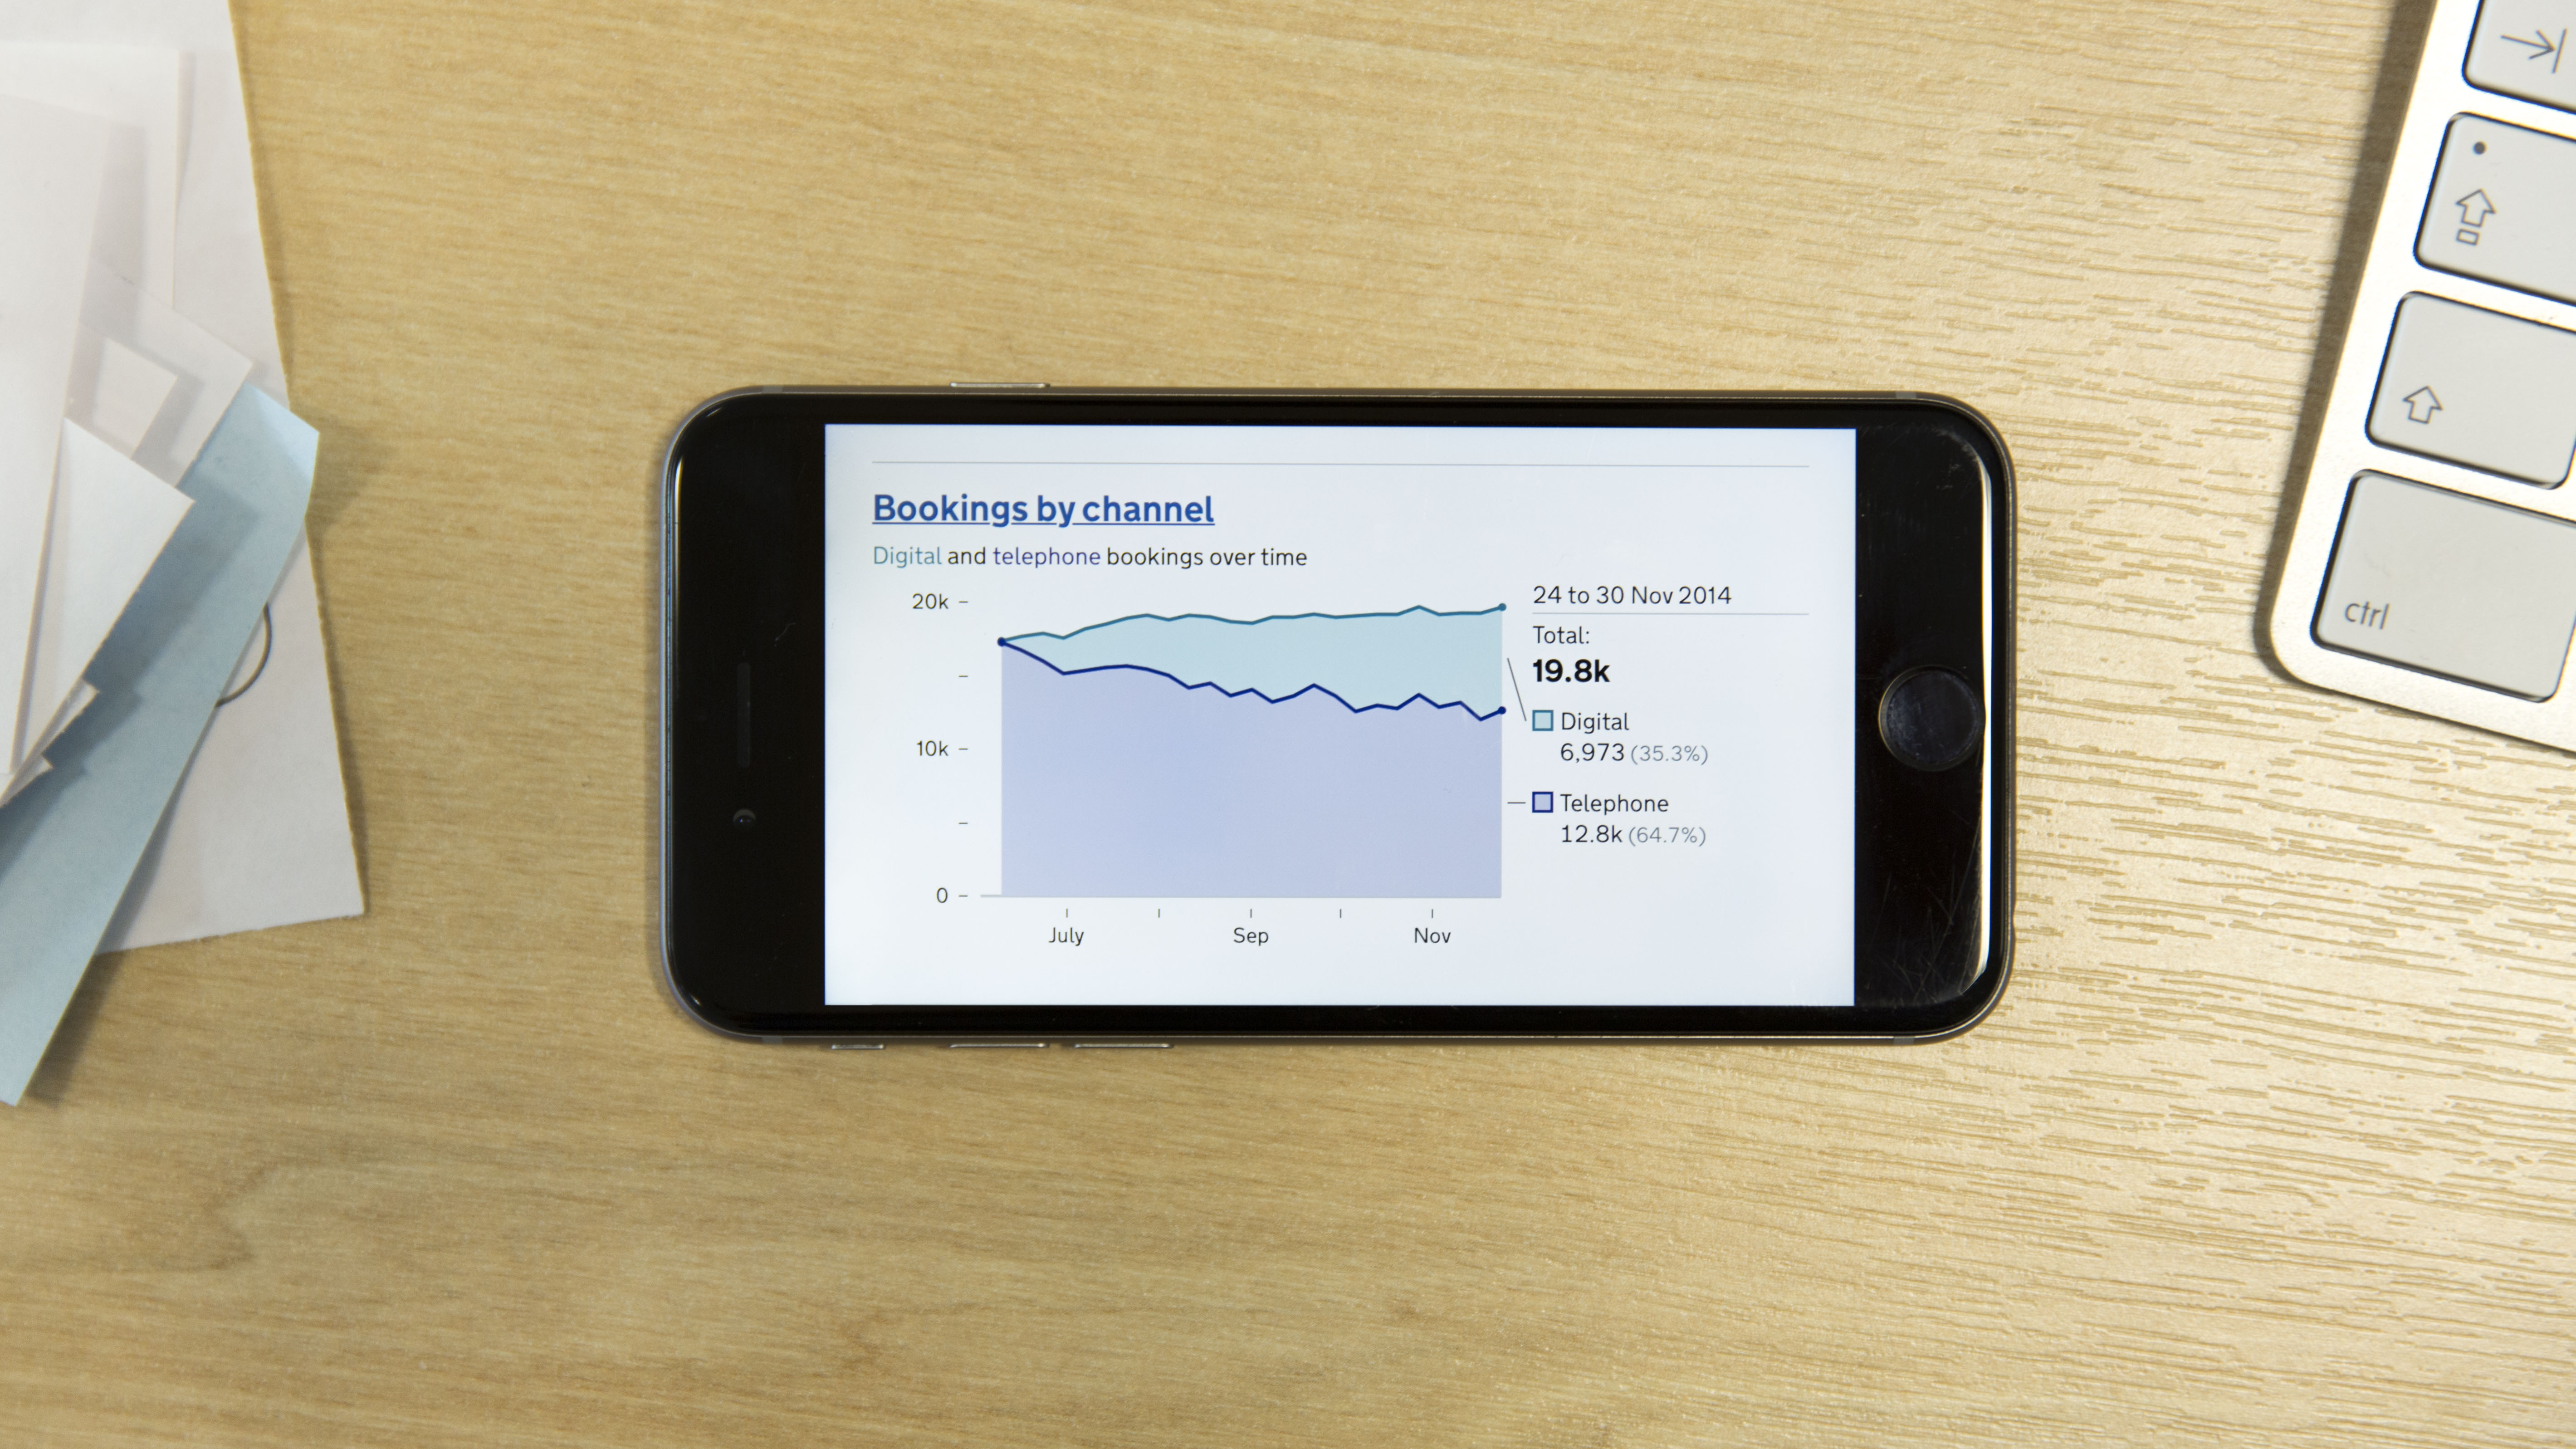 Bookings by channel
Digital and telephone bookings over time
20k
10k
0
July Sep Nov
24 to 30 Nov 2014
Total:
19.8k
Digital
6,973 (35.3%)
Telephone
12.8k (64.7%)
ctrl